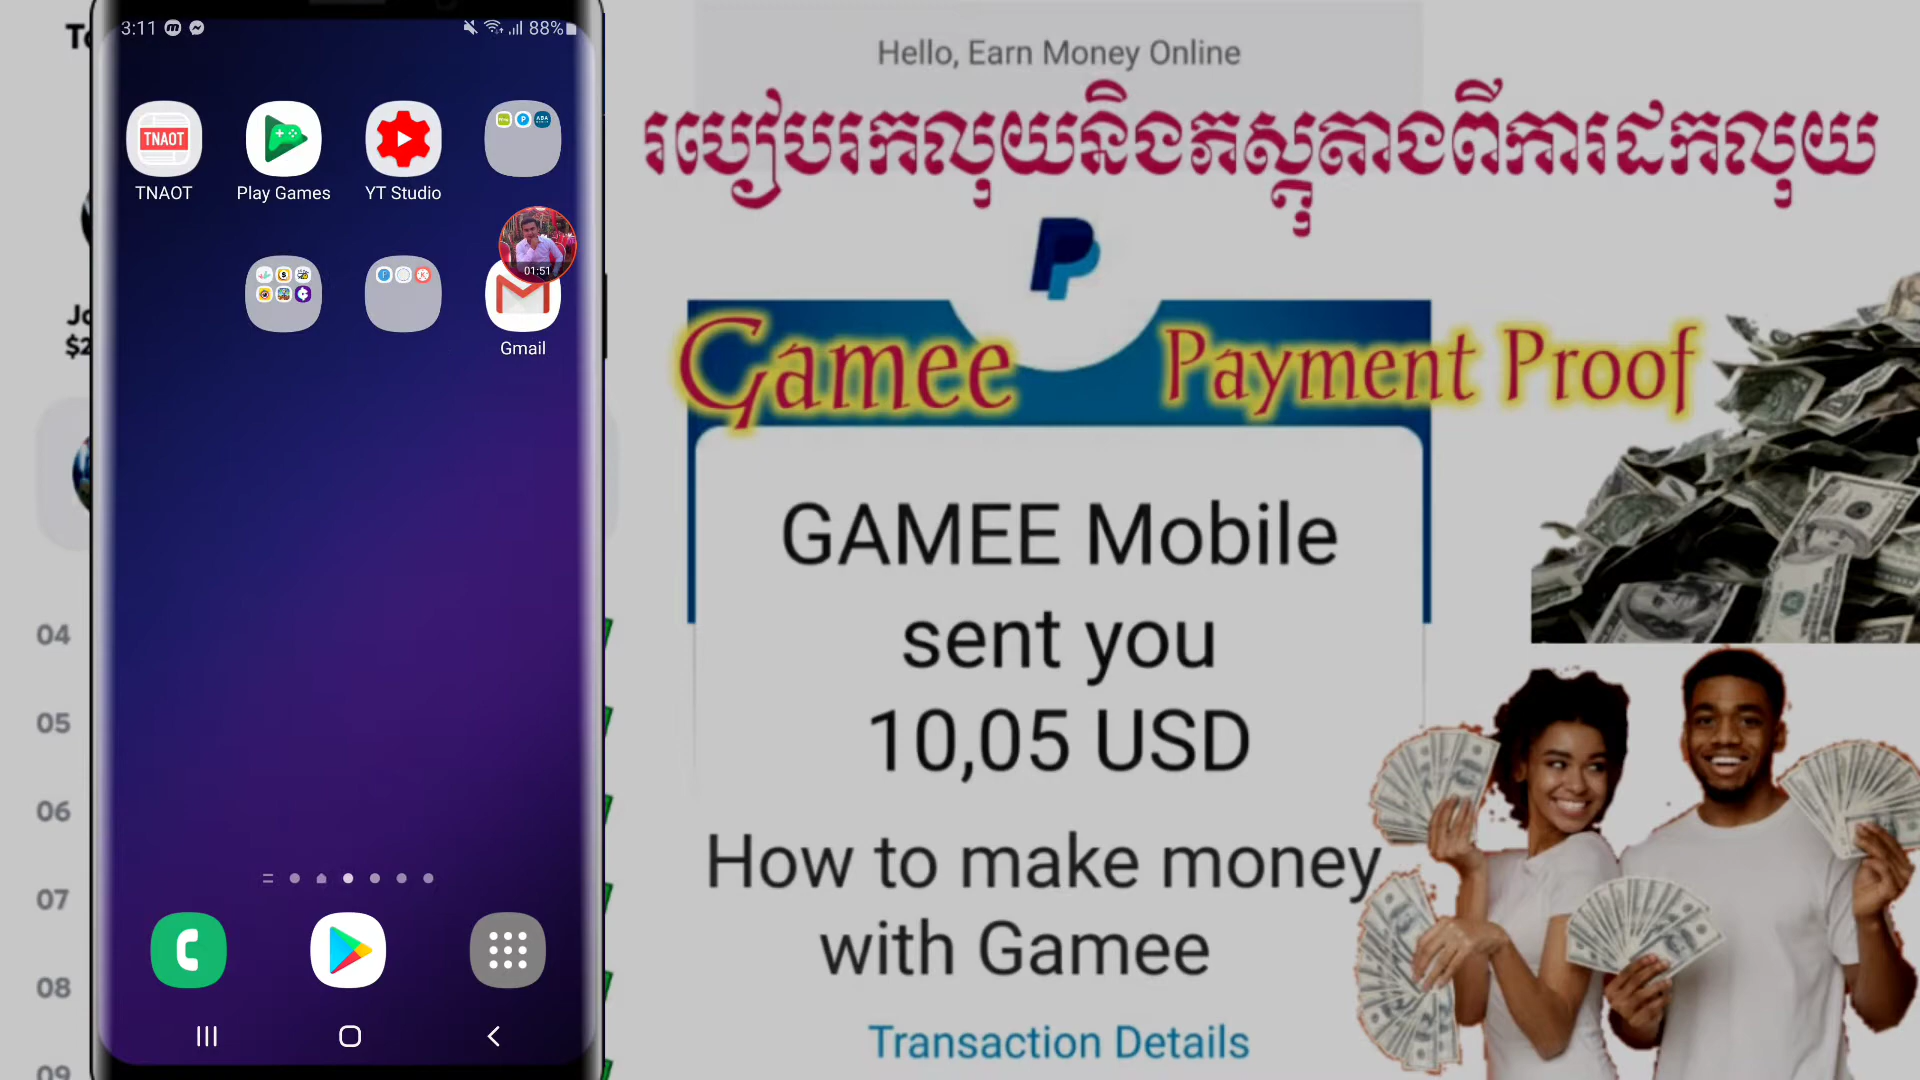 3:11
88%
TNAOT
TNAOT
Play Games
YT Studio
01:51
Gmail
04
05
06
07
08
09
Hello, Earn Money Online
របៀបរកលុយនិងភស្តុតាងពីការដកលុយ
Gamee Payment Proof
GAMEE Mobile
sent you
10,05 USD
How to make money
with Gamee
Transaction Details